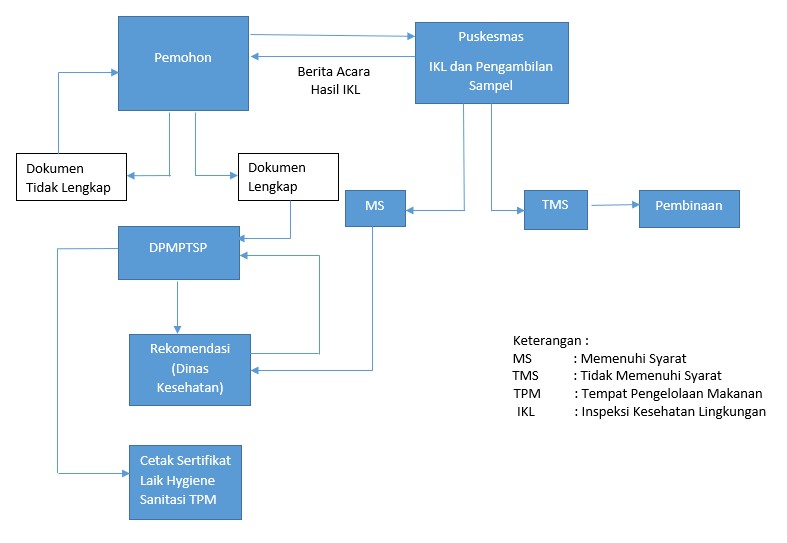 Pemohon
Puskesmas
IKL dan Pengambilan
Sampel
Berita Acara
Hasil IKL
Dokumen
Tidak Lengkap
Dokumen
Lengkap
MS
TMS
Pembinaan
DPMPTSP
Rekomendasi
(Dinas
Kesehatan)
Keterangan :
MS : Memenuhi Syarat
TMS : Tidak Memenuhi Syarat
TPM : Tempat Pengelolaan Makanan
IKL : Inspeksi Kesehatan Lingkungan
Cetak Sertifikat
Laik Hygiene
Sanitasi TPM